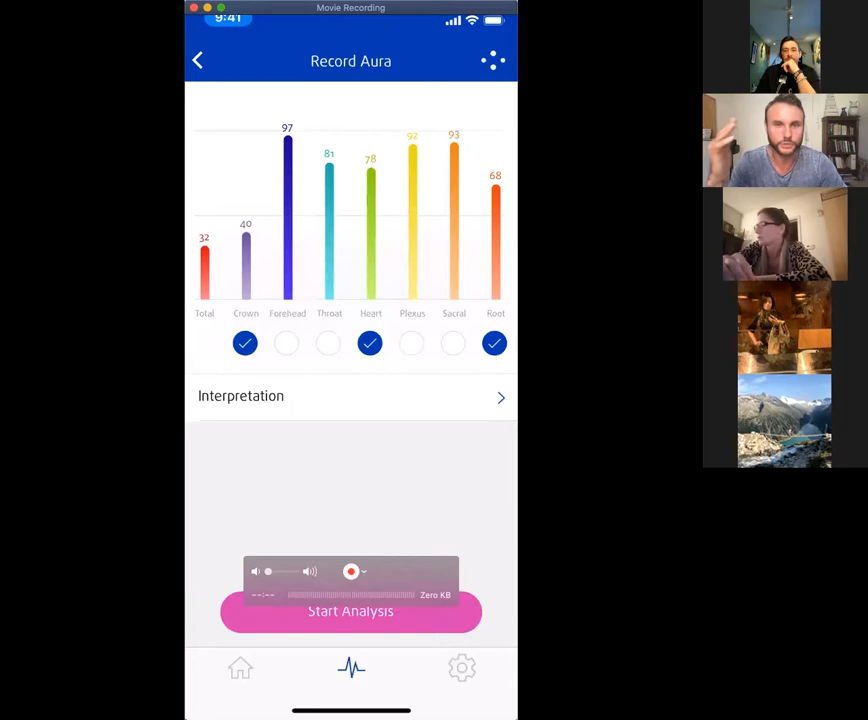 Movie Recording
9:41
Record Aura
97
81
78
92
93
68
40
32
Total Crown Forehead Throat Heart Plexus Sacral Root
Interpretation
--:-- Zero KB
Start Analysis